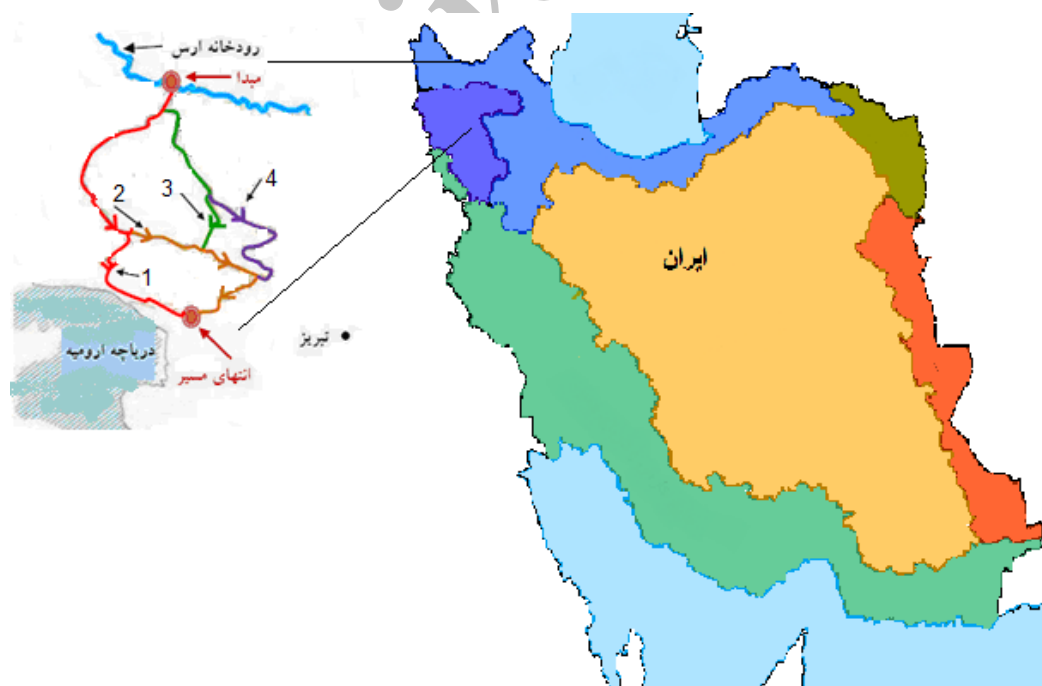 رودخانه ارس
مبدا
4
3
2
1
ایران
تبریز
دریاچه ارومیه
انتهای مسیر